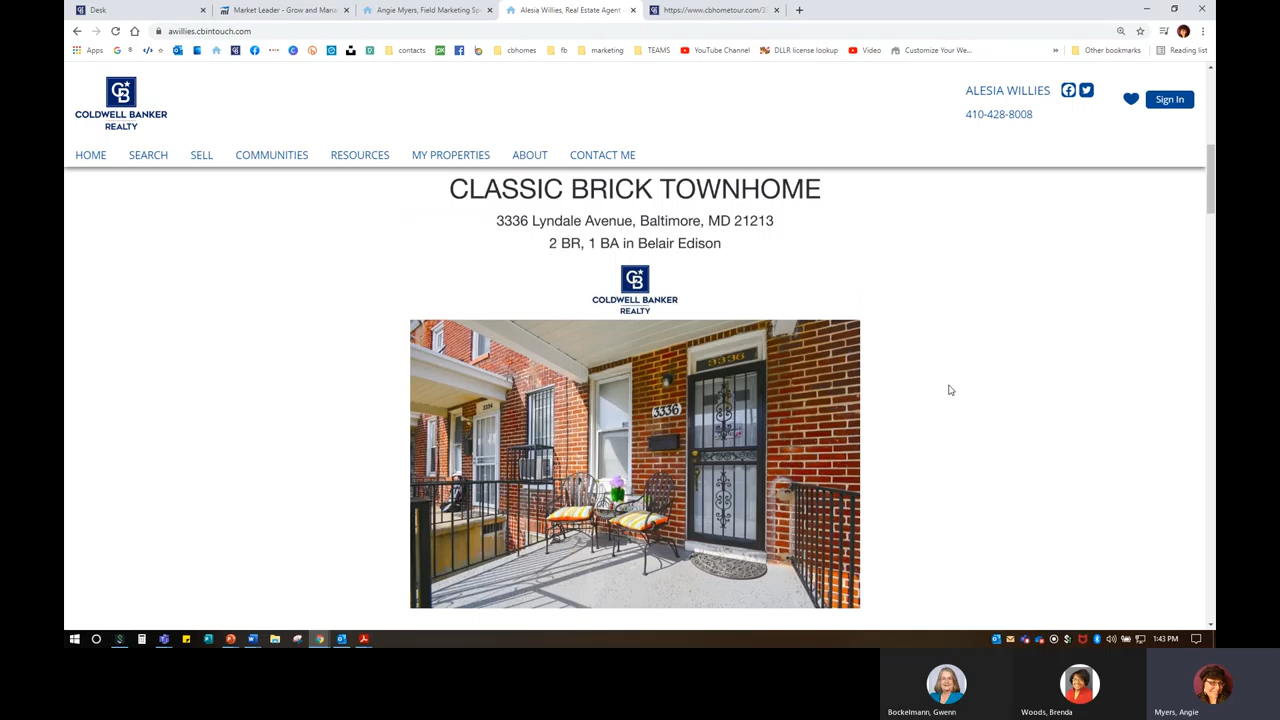 Desk
Market Leader - Grow and Mana
Angie Myers, Field Marketing Sp
Alesia Willies, Real Estate Agent
https://www.cbhometour.com/3
awillies.cbintouch.com
Apps
8
contacts
cbhomes
fb
marketing
TEAMS
YouTube Channel
DLLR license lookup
Video
Customize Your We...
Other bookmarks
Reading list
CB
COLDWELL BANKER
REALTY
ALESIA WILLIES
410-428-8008
Sign In
HOME SEARCH SELL COMMUNITIES RESOURCES MY PROPERTIES ABOUT CONTACT ME
CLASSIC BRICK TOWNHOME
3336 Lyndale Avenue, Baltimore, MD 21213
2 BR, 1 BA in Belair Edison
CB
COLDWELL BANKER
REALTY
3336
3336
1:43 PM
Bockelmann, Gwenn
Woods, Brenda
Myers, Angie